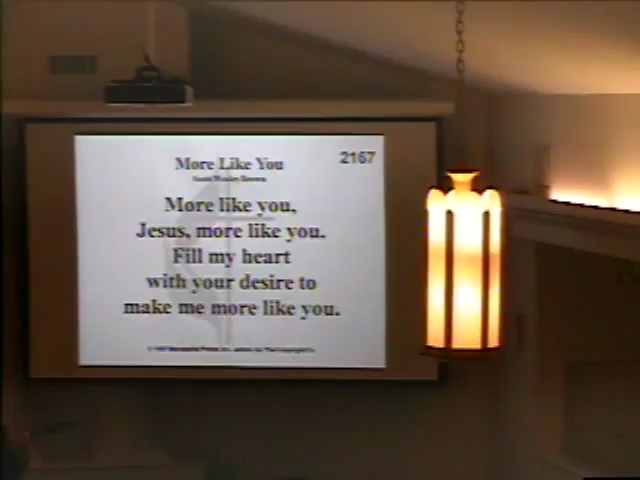 More Like You
2167
More like you,
Jesus, more like you.
Fill my heart
with your desire to
make me more like you.